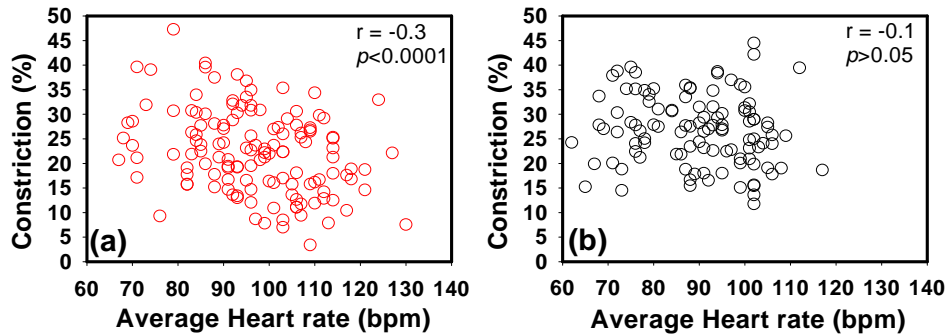 50
45
40
35
30
25
20
15
10
5
0
Constriction (%)
r = -0.3
p<0.0001
(a)
60 70 80 90 100 110 120 130 140
Average Heart rate (bpm)
50
45
40
35
30
25
20
15
10
5
0
Constriction (%)
r = -0.1
p>0.05
(b)
60 70 80 90 100 110 120 130 140
Average Heart rate (bpm)